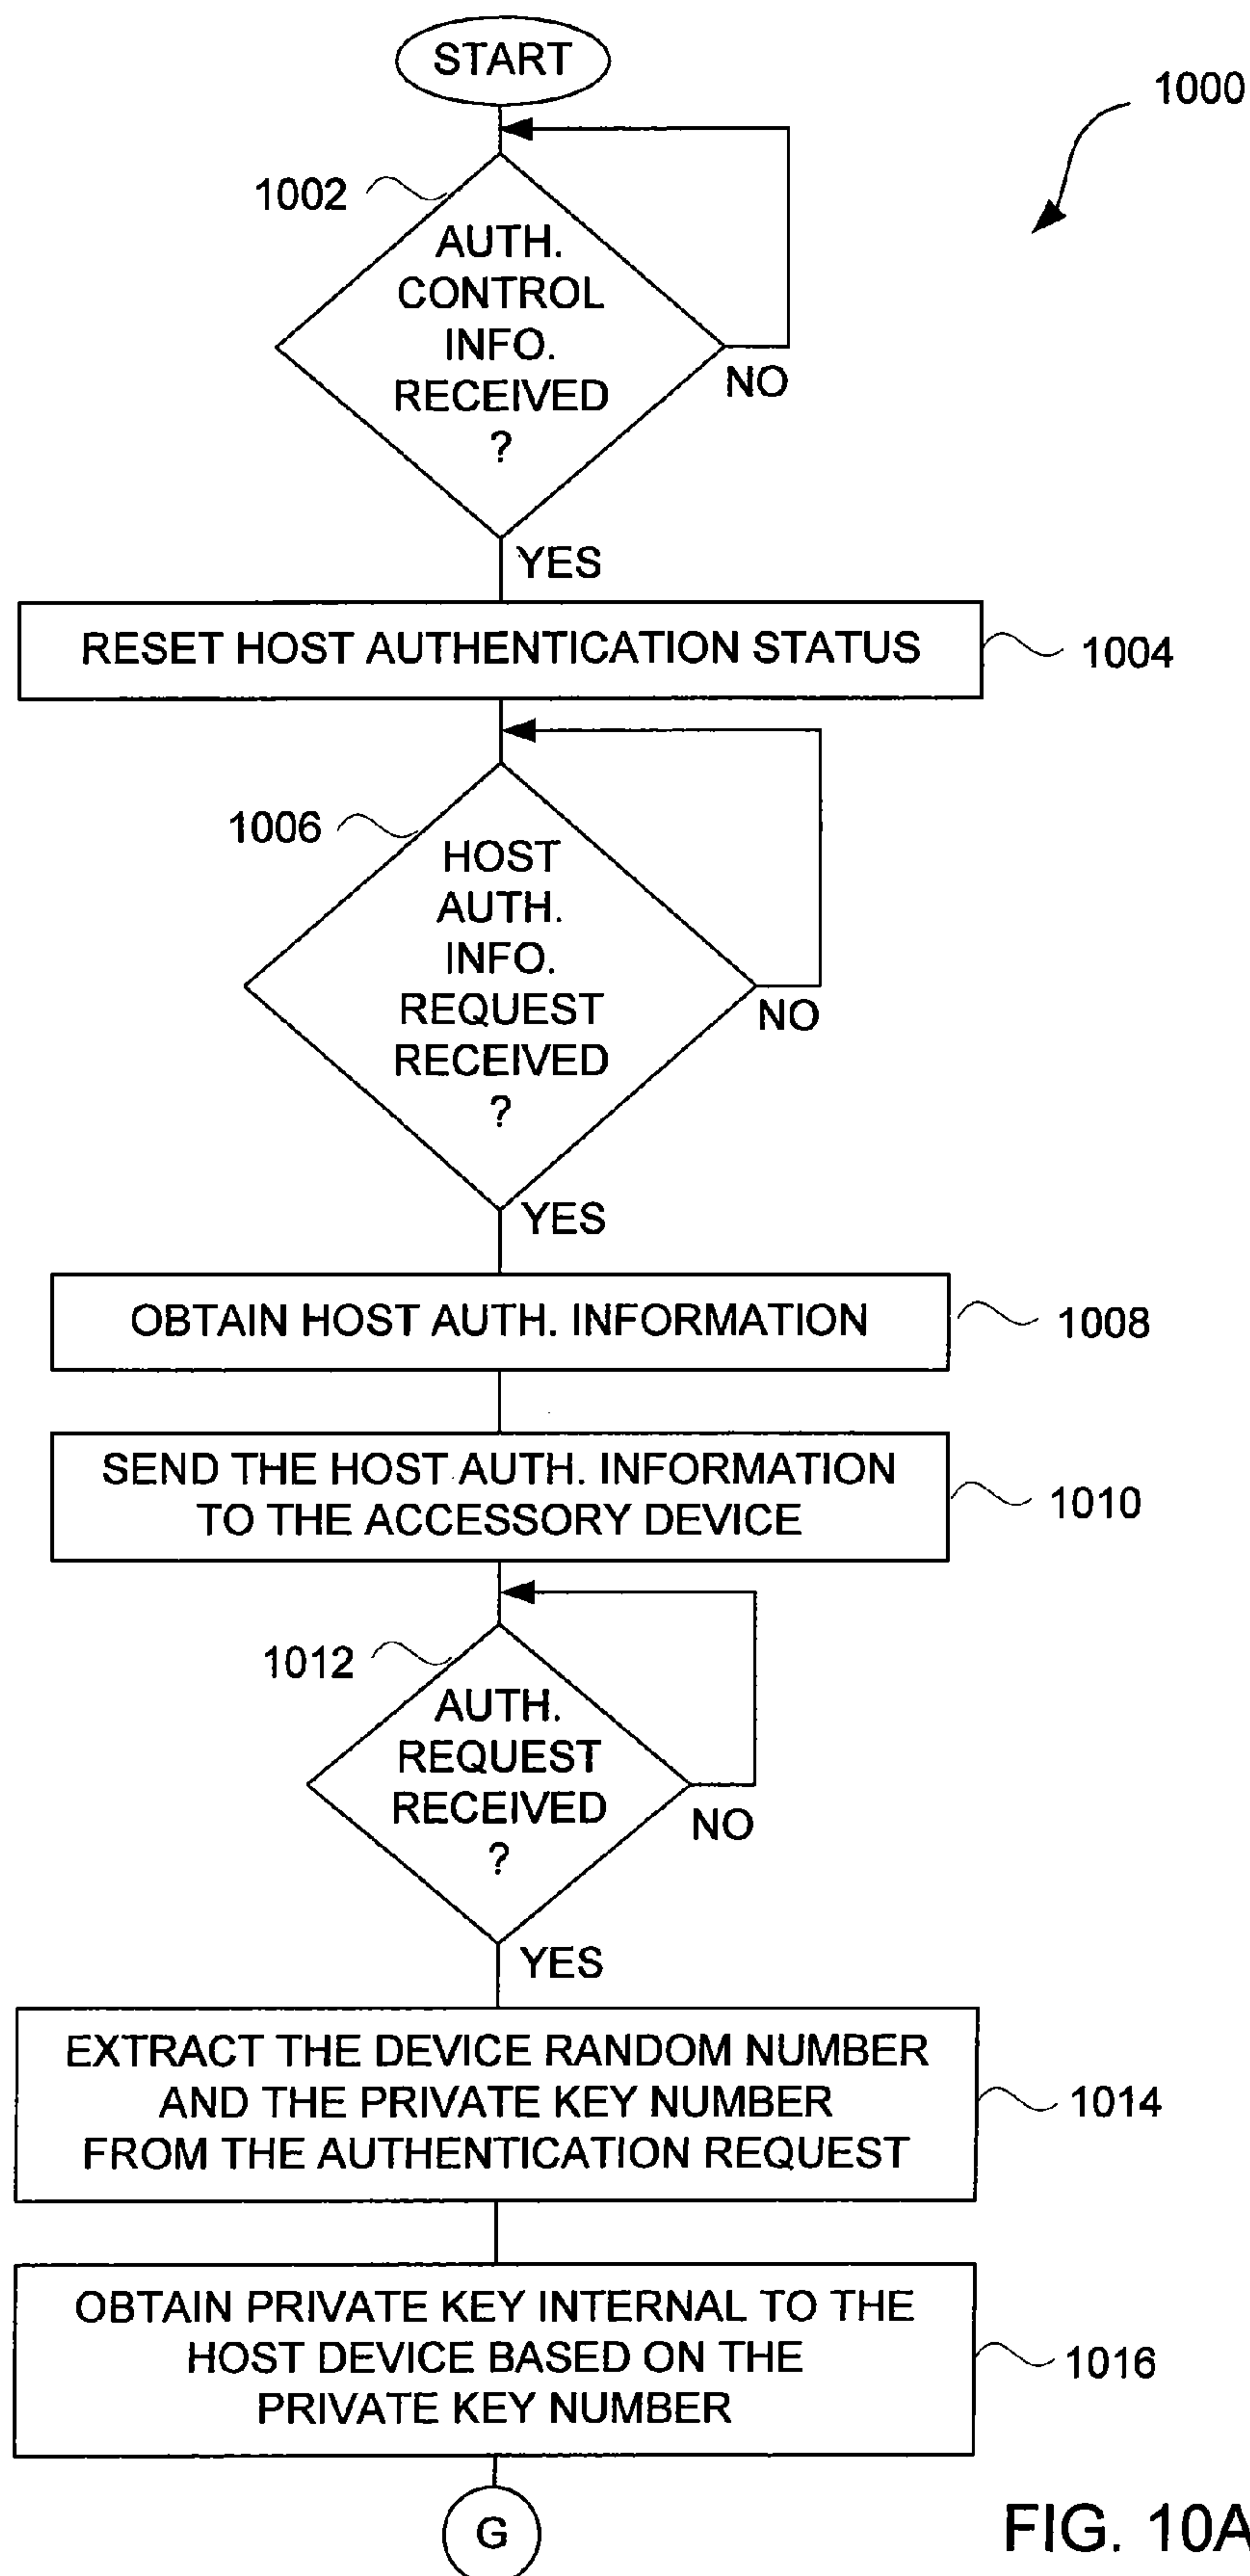 START
1000
1002
AUTH.
CONTROL
INFO.
RECEIVED
?
NO
YES
RESET HOST AUTHENTICATION STATUS
1004
1006
HOST
AUTH.
INFO.
REQUEST
RECEIVED
?
NO
YES
OBTAIN HOST AUTH. INFORMATION
1008
SEND THE HOST AUTH. INFORMATION
TO THE ACCESSORY DEVICE
1010
1012
AUTH.
REQUEST
RECEIVED
?
NO
YES
EXTRACT THE DEVICE RANDOM NUMBER
AND THE PRIVATE KEY NUMBER
FROM THE AUTHENTICATION REQUEST
1014
OBTAIN PRIVATE KEY INTERNAL TO THE
HOST DEVICE BASED ON THE
PRIVATE KEY NUMBER
1016
G
FIG. 10A